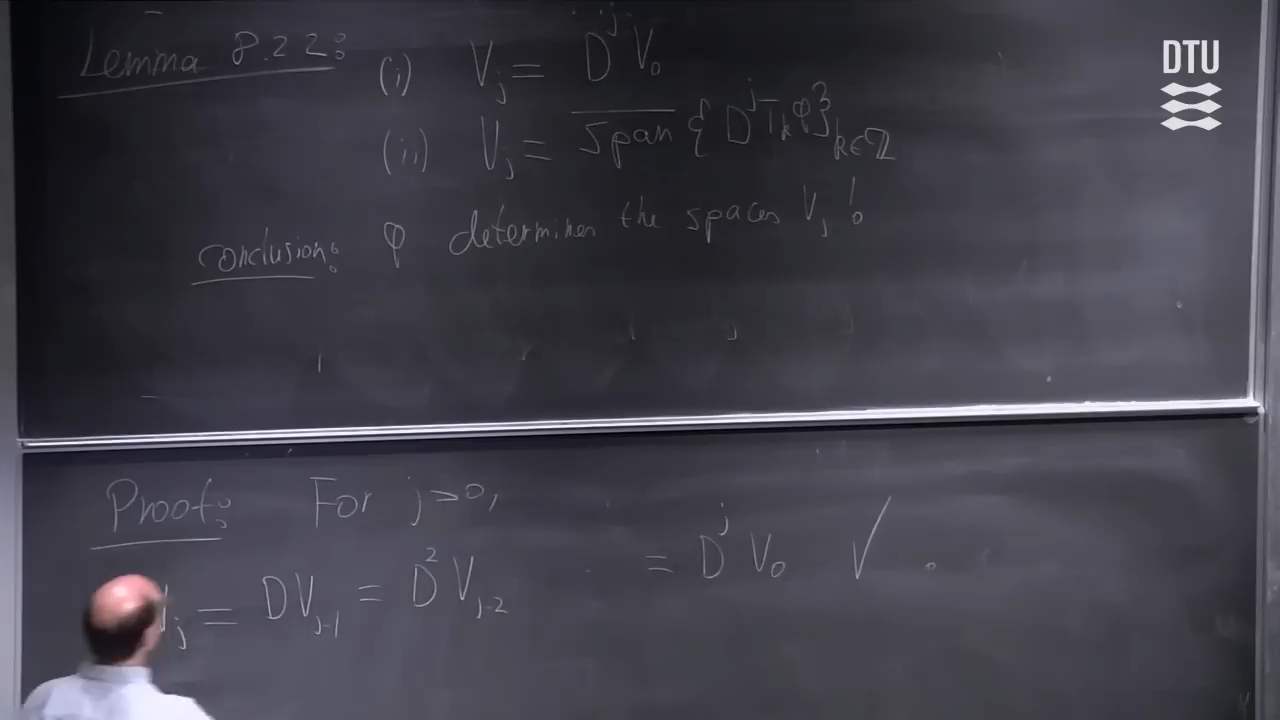 Lemma 8.2.2: (i) V_j = D^j V_0
DTU
(ii) V_j = \overline{span} { D^j T_k φ }_{k∈ℤ}
Conclusion: φ determines the spaces V_j !
Proof: For j>0,
V_j = DV_{j-1} = D^2 V_{j-2} = D^j V_0 ✓ .